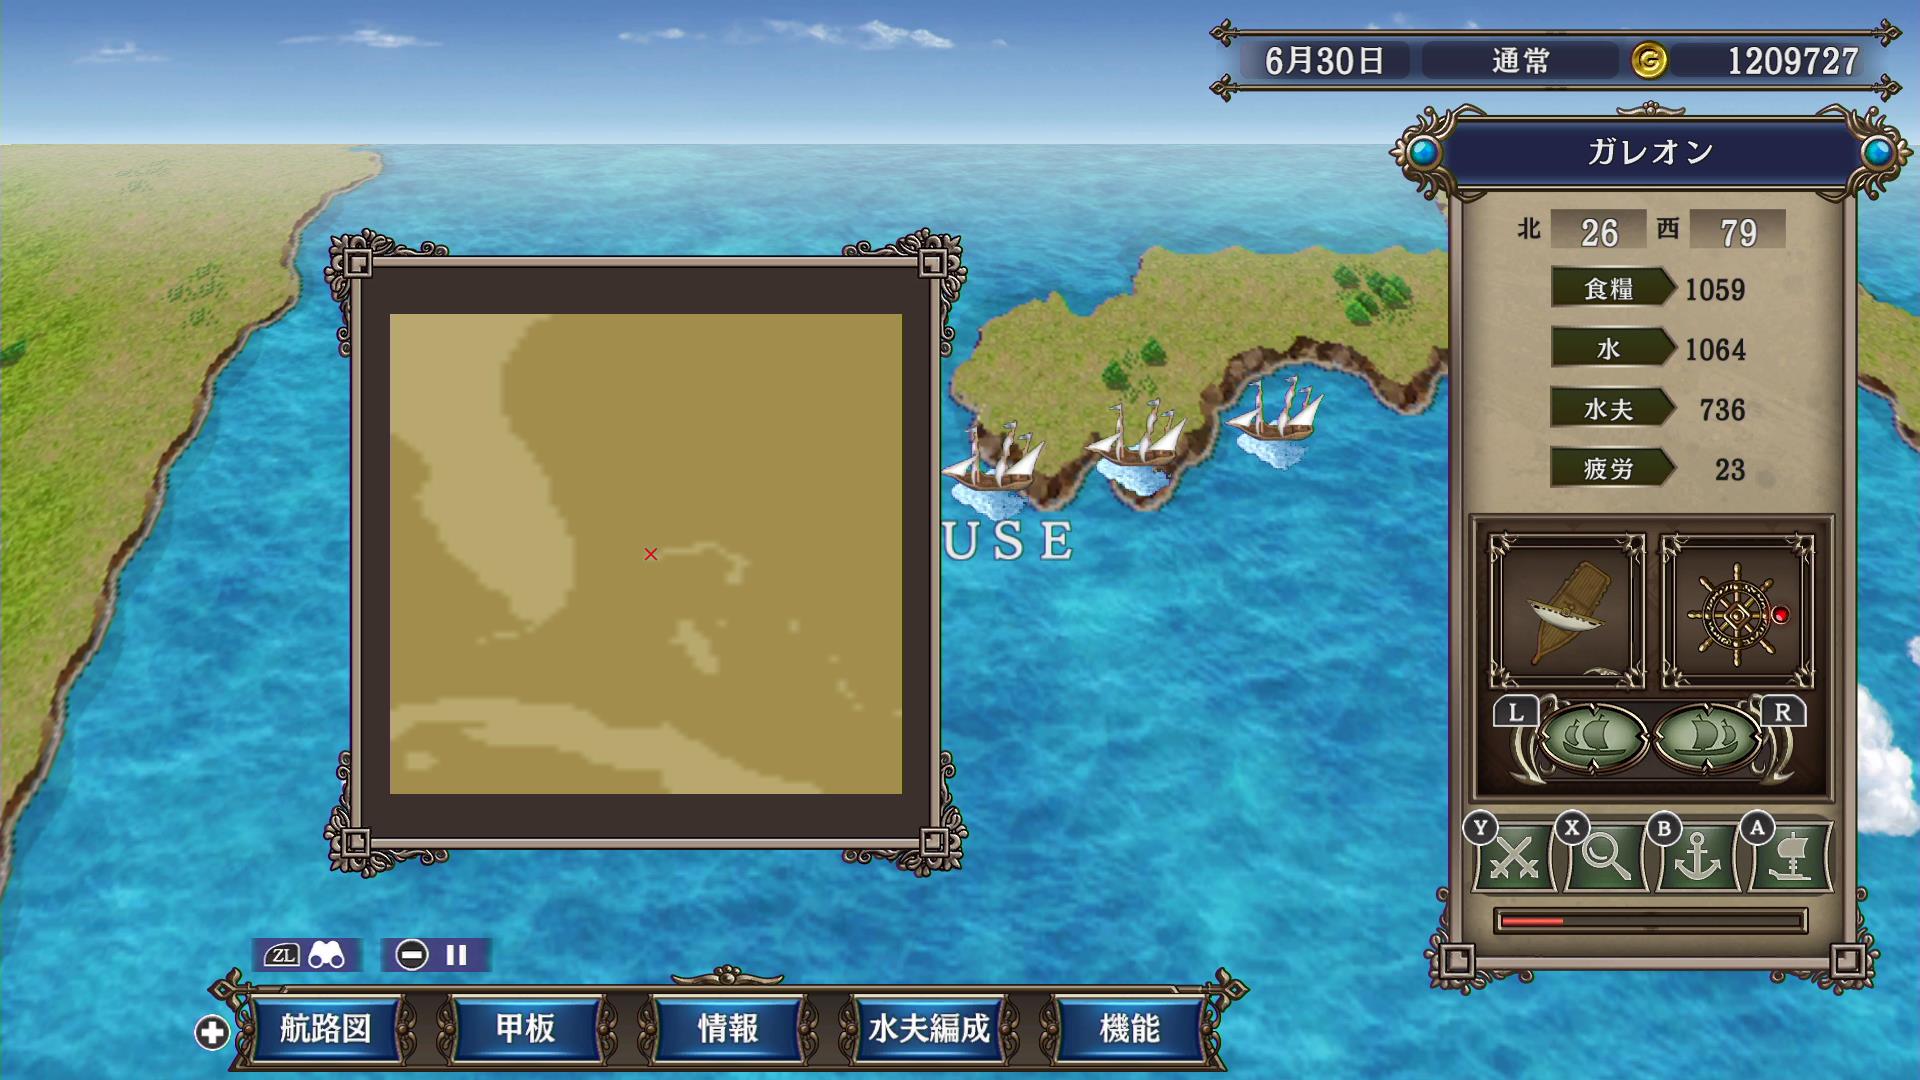 6月30日 通常 G 1209727
ガレオン
北 26 西 79
食糧 1059
水 1064
水夫 736
疲労 23
USE
L R
Y X B A
ZL
航路図 甲板 情報 水夫編成 機能